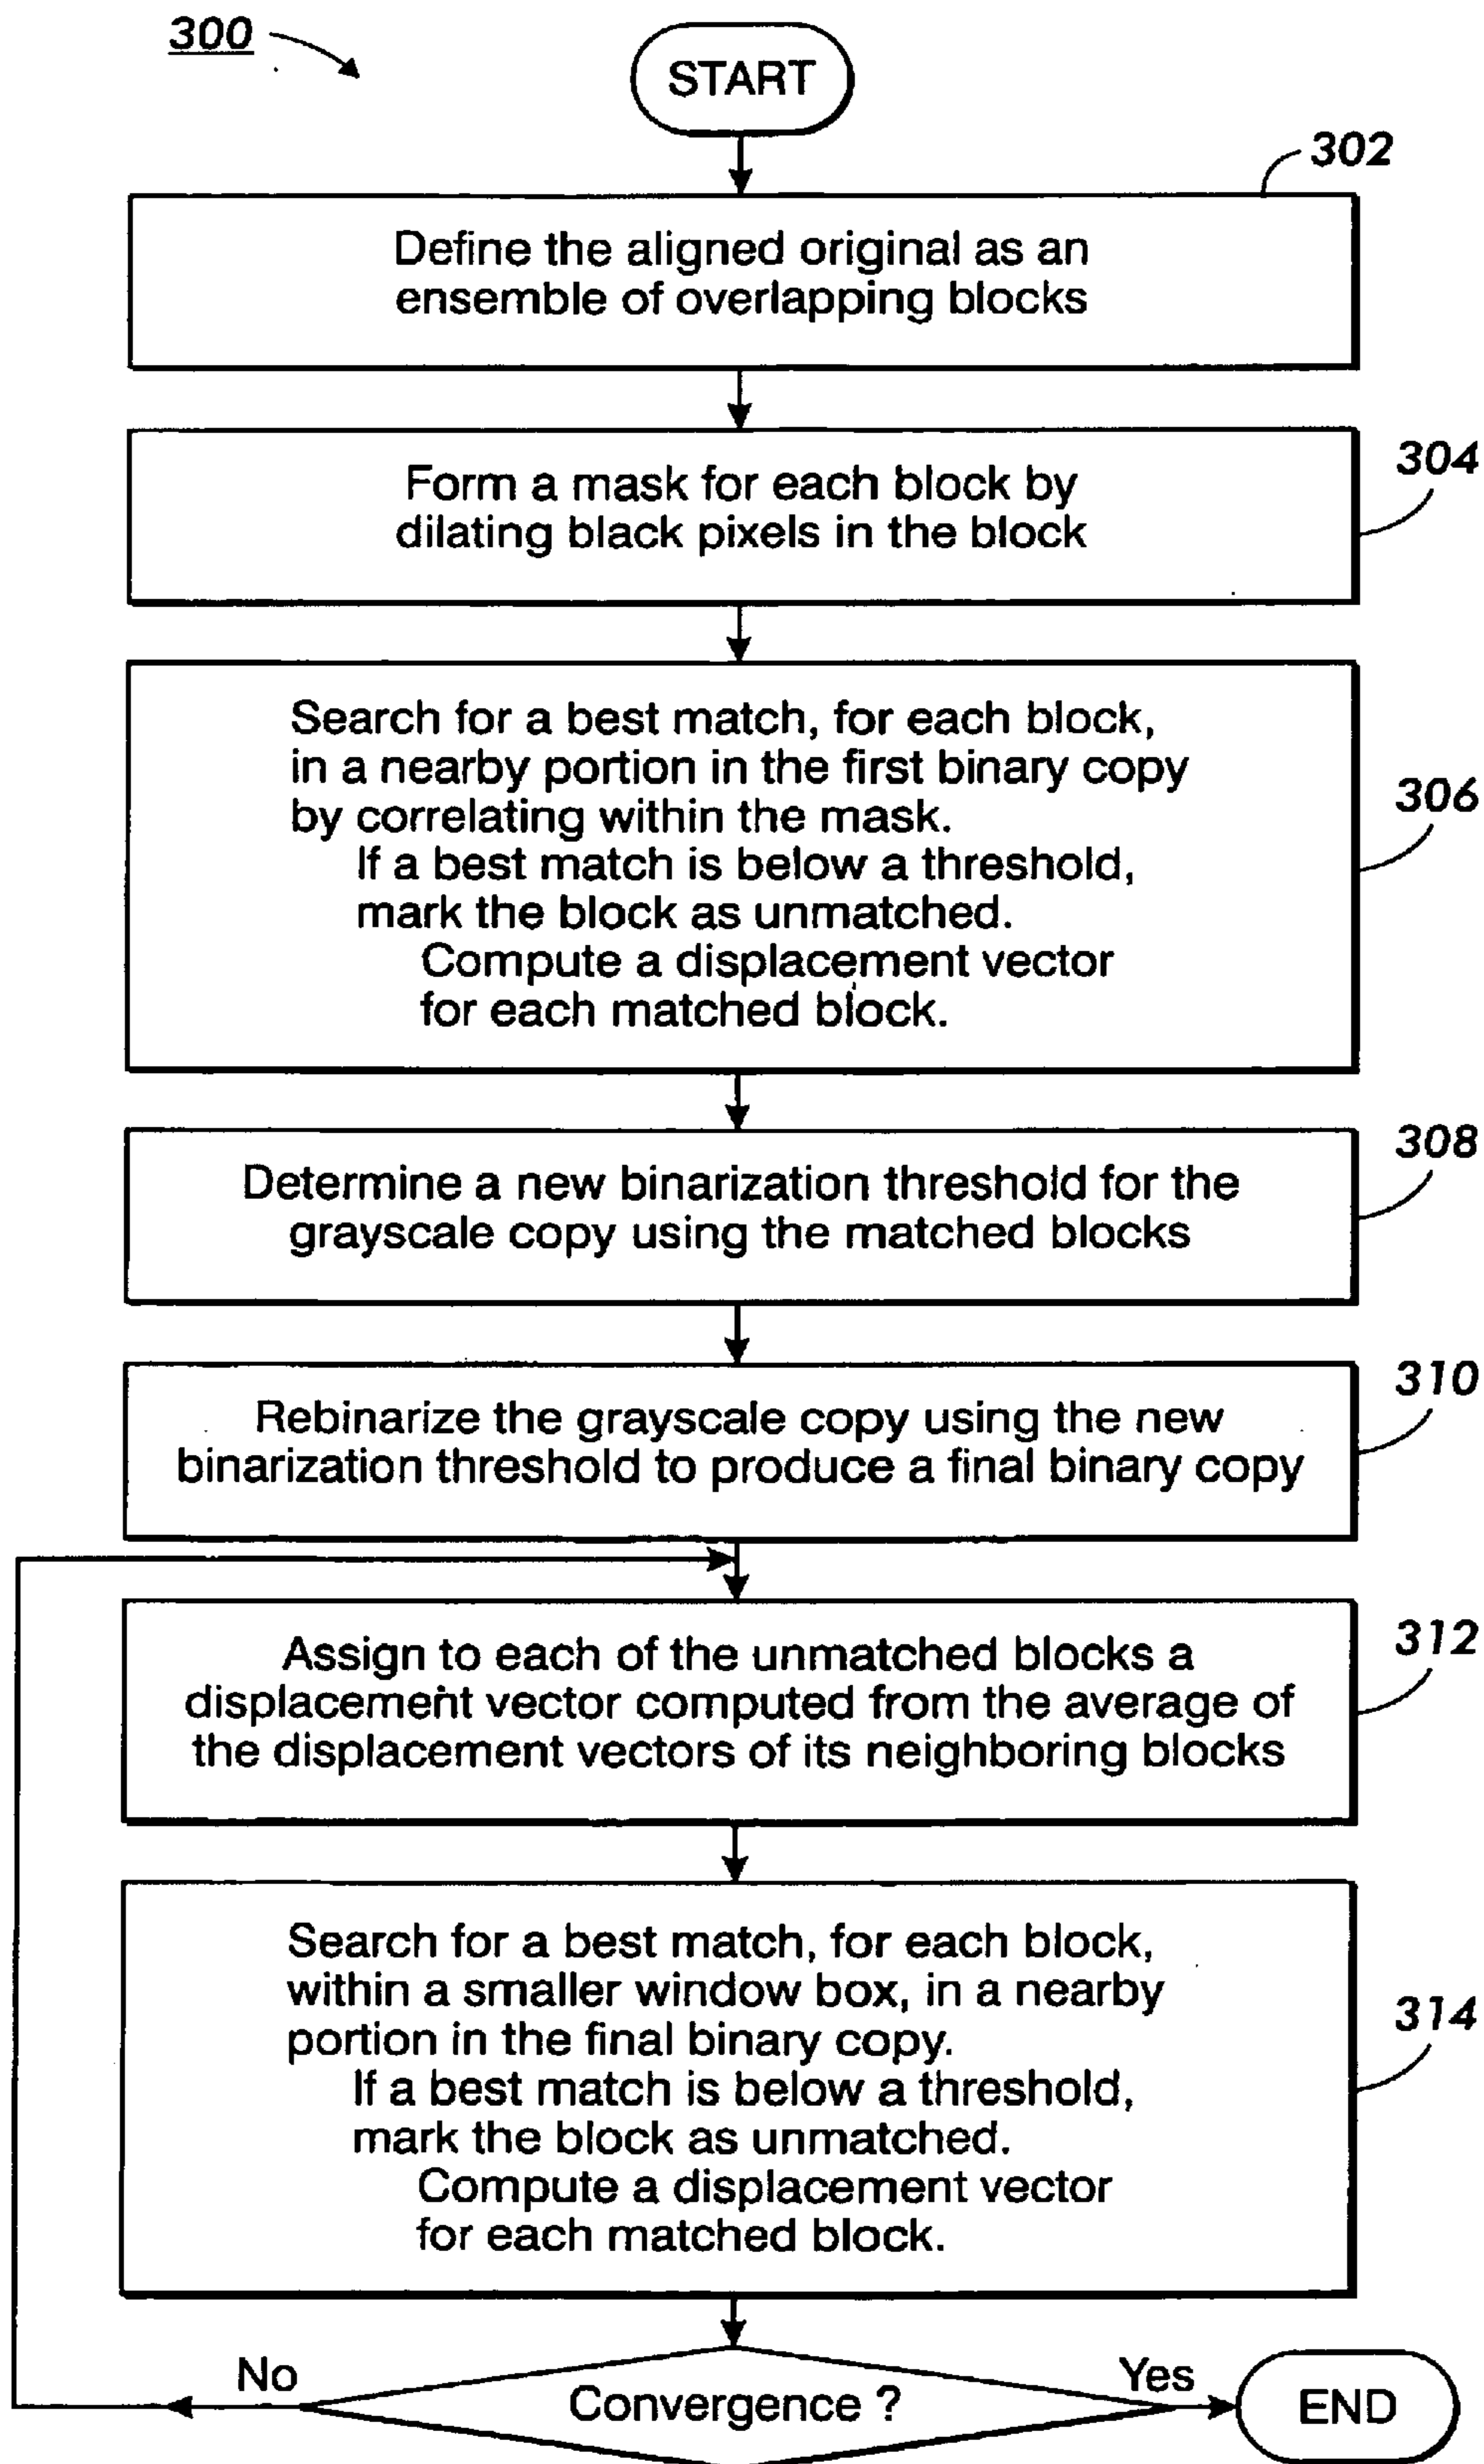 300
START
302
Define the aligned original as an
ensemble of overlapping blocks
304
Form a mask for each block by
dilating black pixels in the block
306
Search for a best match, for each block,
in a nearby portion in the first binary copy
by correlating within the mask.
If a best match is below a threshold,
mark the block as unmatched.
Compute a displacement vector
for each matched block.
308
Determine a new binarization threshold for the
grayscale copy using the matched blocks
310
Rebinarize the grayscale copy using the new
binarization threshold to produce a final binary copy
312
Assign to each of the unmatched blocks a
displacement vector computed from the average of
the displacement vectors of its neighboring blocks
314
Search for a best match, for each block,
within a smaller window box, in a nearby
portion in the final binary copy.
If a best match is below a threshold,
mark the block as unmatched.
Compute a displacement vector
for each matched block.
No
Convergence ?
Yes
END